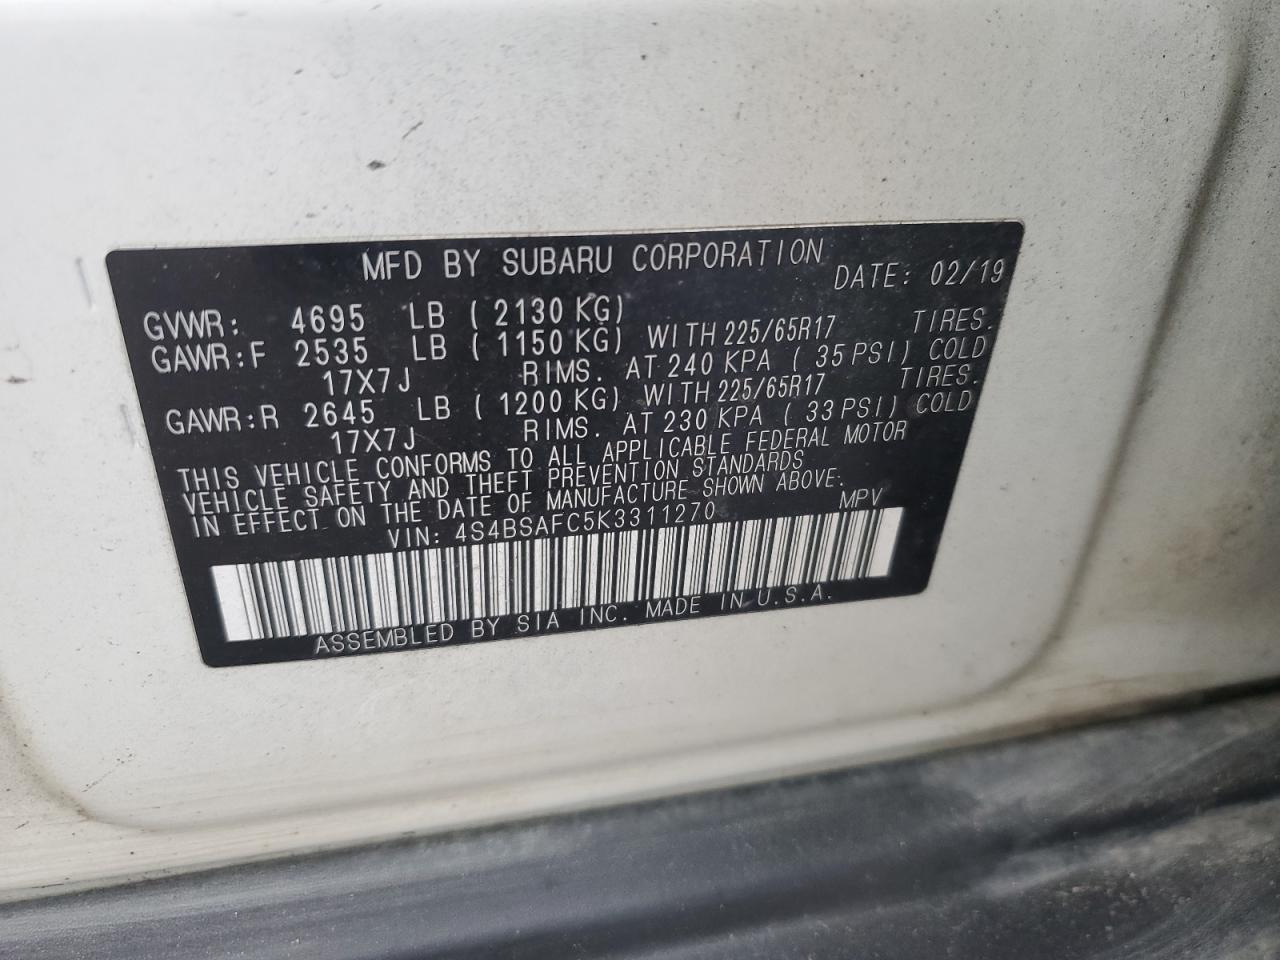 MFD BY SUBARU CORPORATION DATE: 02/19
GVWR: 4695 LB ( 2130 KG)
GAWR:F 2535 LB ( 1150 KG) WITH 225/65R17 TIRES.
17X7J RIMS. AT 240 KPA ( 35 PSI) COLD
GAWR:R 2645 LB ( 1200 KG) WITH 225/65R17 TIRES.
17X7J RIMS. AT 230 KPA ( 33 PSI) COLD
THIS VEHICLE CONFORMS TO ALL APPLICABLE FEDERAL MOTOR
VEHICLE SAFETY AND THEFT PREVENTION STANDARDS
IN EFFECT ON THE DATE OF MANUFACTURE SHOWN ABOVE.
VIN: 4S4BSAFC5K3311270 MPV
ASSEMBLED BY SIA INC. MADE IN U.S.A.